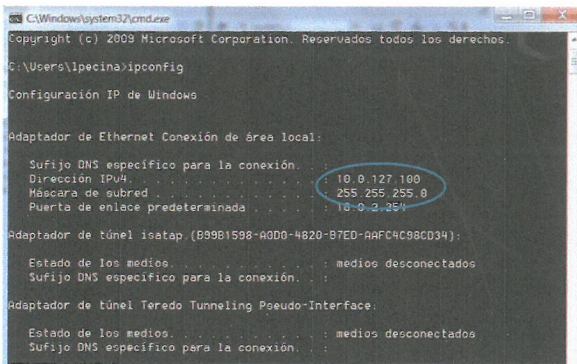 C:\Windows\system32\cmd.exe
Copyright (c) 2009 Microsoft Corporation. Reservados todos los derechos.
C:\Users\lpecina>ipconfig
Configuración IP de Windows
Adaptador de Ethernet Conexión de área local:
Sufijo DNS específico para la conexión. . :
Dirección IPv4. . . . . . . . . . . . . . : 10.0.127.100
Máscara de subred . . . . . . . . . . . . : 255.255.255.0
Puerta de enlace predeterminada . . . . . : 10.0.2.254
Adaptador de túnel isatap.{B99B1598-A0D0-4820-B7ED-AAFC4C98CD34}:
Estado de los medios. . . . . . . . . . . : medios desconectados
Sufijo DNS específico para la conexión. . :
Adaptador de túnel Teredo Tunneling Pseudo-Interface:
Estado de los medios. . . . . . . . . . . : medios desconectados
Sufijo DNS específico para la conexión. . :